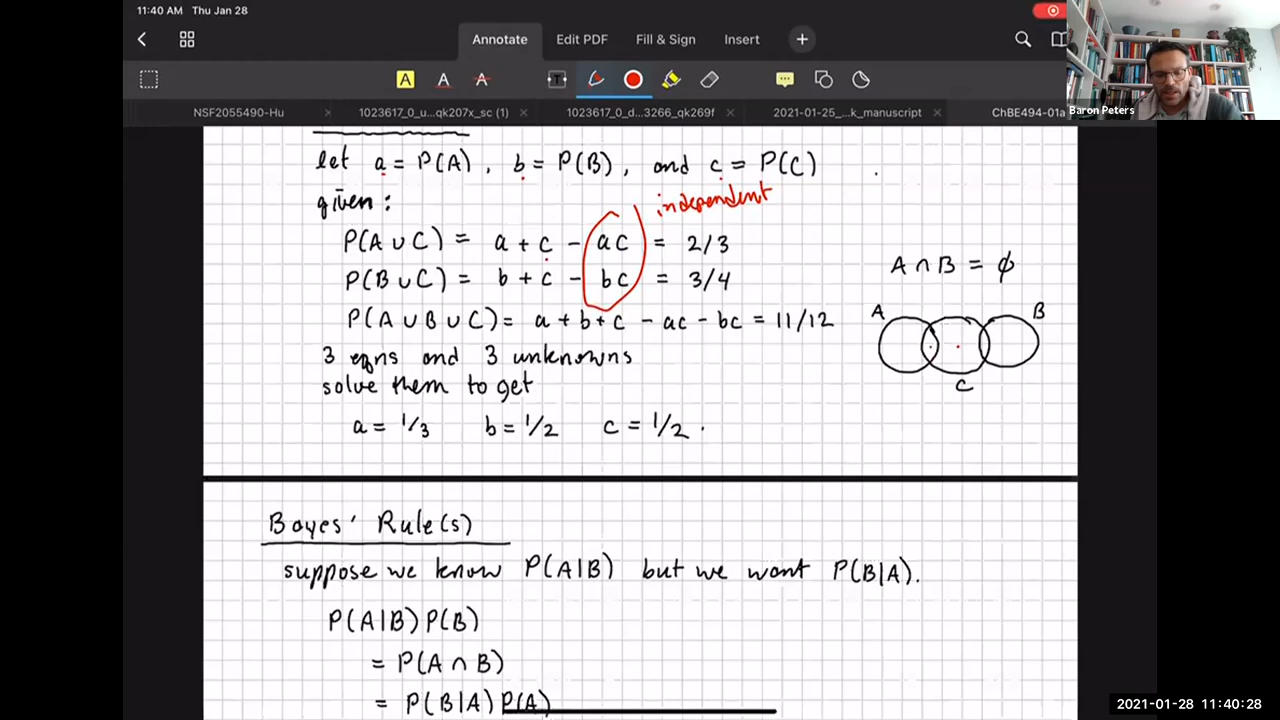 11:40 AM Thu Jan 28
Annotate Edit PDF Fill & Sign Insert
A A A T
NSF2055490-Hu 1023617_0_u...qk207x_sc (1) 1023617_0_d...3266_qk269f 2021-01-25_...k_manuscript ChBE494-01a
Baron Peters
let a = P(A), b = P(B), and c = P(C)
given:
independent
P(A ∪ C) = a + c - ac = 2/3
P(B ∪ C) = b + c - bc = 3/4
P(A ∪ B ∪ C) = a + b + c - ac - bc = 11/12
3 eqns and 3 unknowns
solve them to get
a = 1/3 b = 1/2 c = 1/2.
A ∩ B = ϕ
A B
C
Bayes' Rule(s)
suppose we know P(A|B) but we want P(B|A).
P(A|B) P(B)
= P(A ∩ B)
= P(B|A) P(A)
2021-01-28 11:40:28